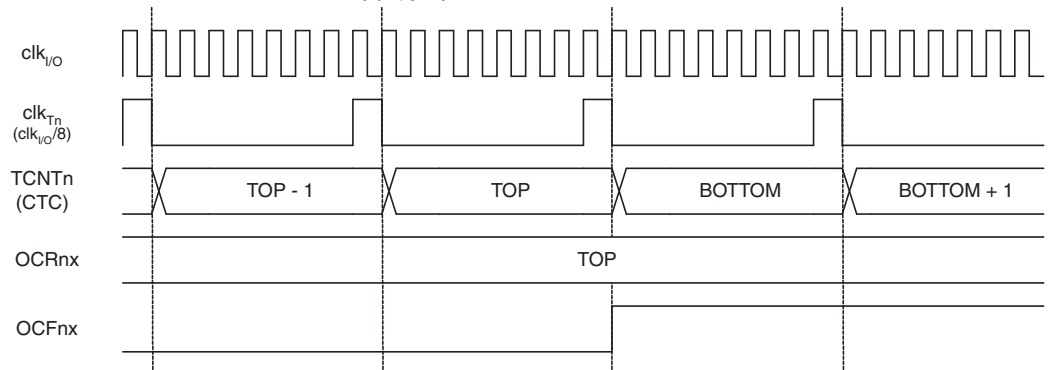 clkI/O
clkTn
(clkI/O/8)
TCNTn
(CTC)
TOP - 1
TOP
BOTTOM
BOTTOM + 1
OCRnx
TOP
OCFnx